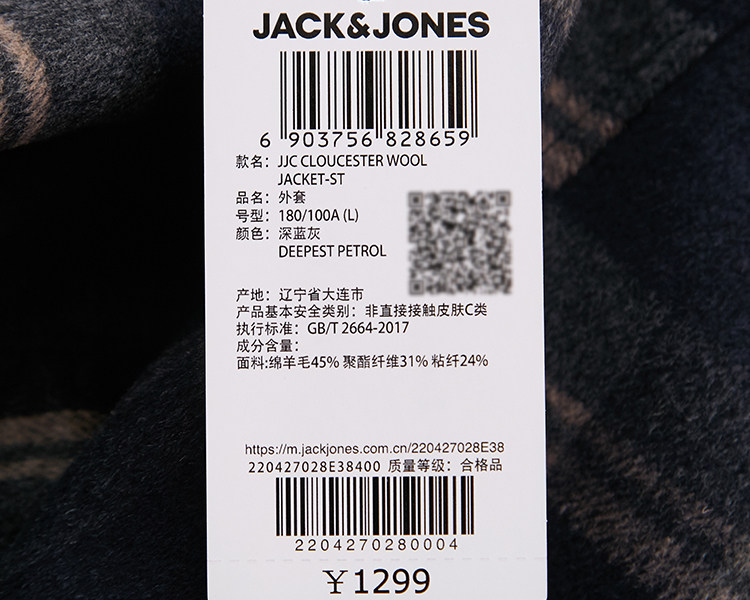 JACK&JONES
6 903756 828659
款名： JJC CLOUCESTER WOOL
JACKET-ST
品名： 外套
号型： 180/100A (L)
颜色： 深蓝灰
DEEPEST PETROL
产地： 辽宁省大连市
产品基本安全类别： 非直接接触皮肤C类
执行标准： GB/T 2664-2017
成分含量：
面料:绵羊毛45% 聚酯纤维31% 粘纤24%
https://m.jackjones.com.cn/220427028E38
220427028E38400 质量等级：合格品
2204270280004
￥1299